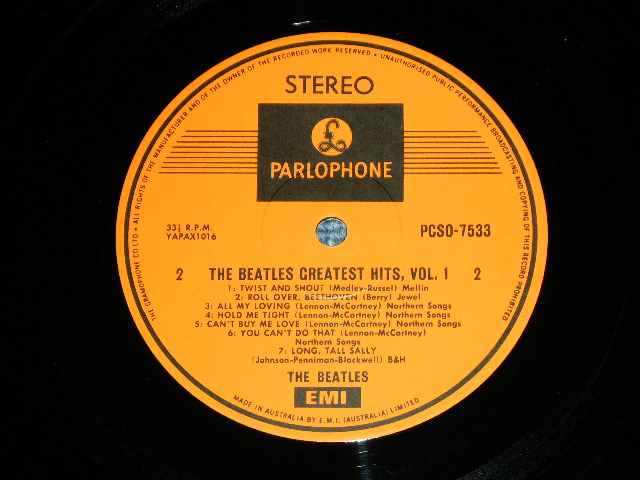 THE GRAMOPHONE CO LTD • ALL RIGHTS OF THE MANUFACTURER AND OF THE OWNER OF THE RECORDED WORK RESERVED • UNAUTHORISED PUBLIC PERFORMANCE BROADCASTING AND COPYING OF THIS RECORD PROHIBITED
STEREO
£
PARLOPHONE
33⅓ R.P.M.
YAPAX1016
PCSO-7533
2 THE BEATLES GREATEST HITS, VOL. 1 2
1: TWIST AND SHOUT (Medley-Russel) Mellin
2: ROLL OVER, BEETHOVEN (Berry) Jewel
3: ALL MY LOVING (Lennon-McCartney) Northern Songs
4: HOLD ME TIGHT (Lennon-McCartney) Northern Songs
5: CAN'T BUY ME LOVE (Lennon-McCartney) Northern Songs
6: YOU CAN'T DO THAT (Lennon-McCartney)
Northern Songs
7: LONG, TALL SALLY
(Johnson-Penniman-Blackwell) B&H
THE BEATLES
EMI
MADE IN AUSTRALIA BY E.M.I. (AUSTRALIA) LIMITED